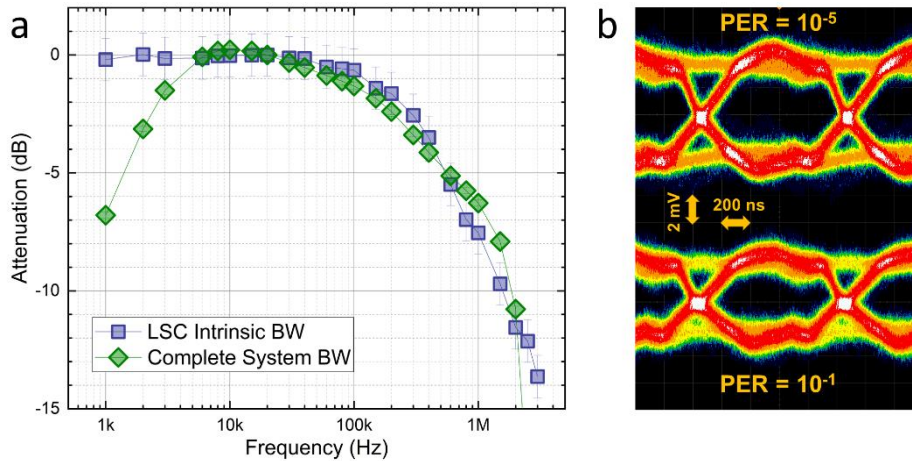 a
Attenuation (dB)
0
-5
-10
-15
LSC Intrinsic BW
Complete System BW
1k
10k
100k
1M
Frequency (Hz)
b
PER = 10⁻⁵
2 mV
200 ns
PER = 10⁻¹